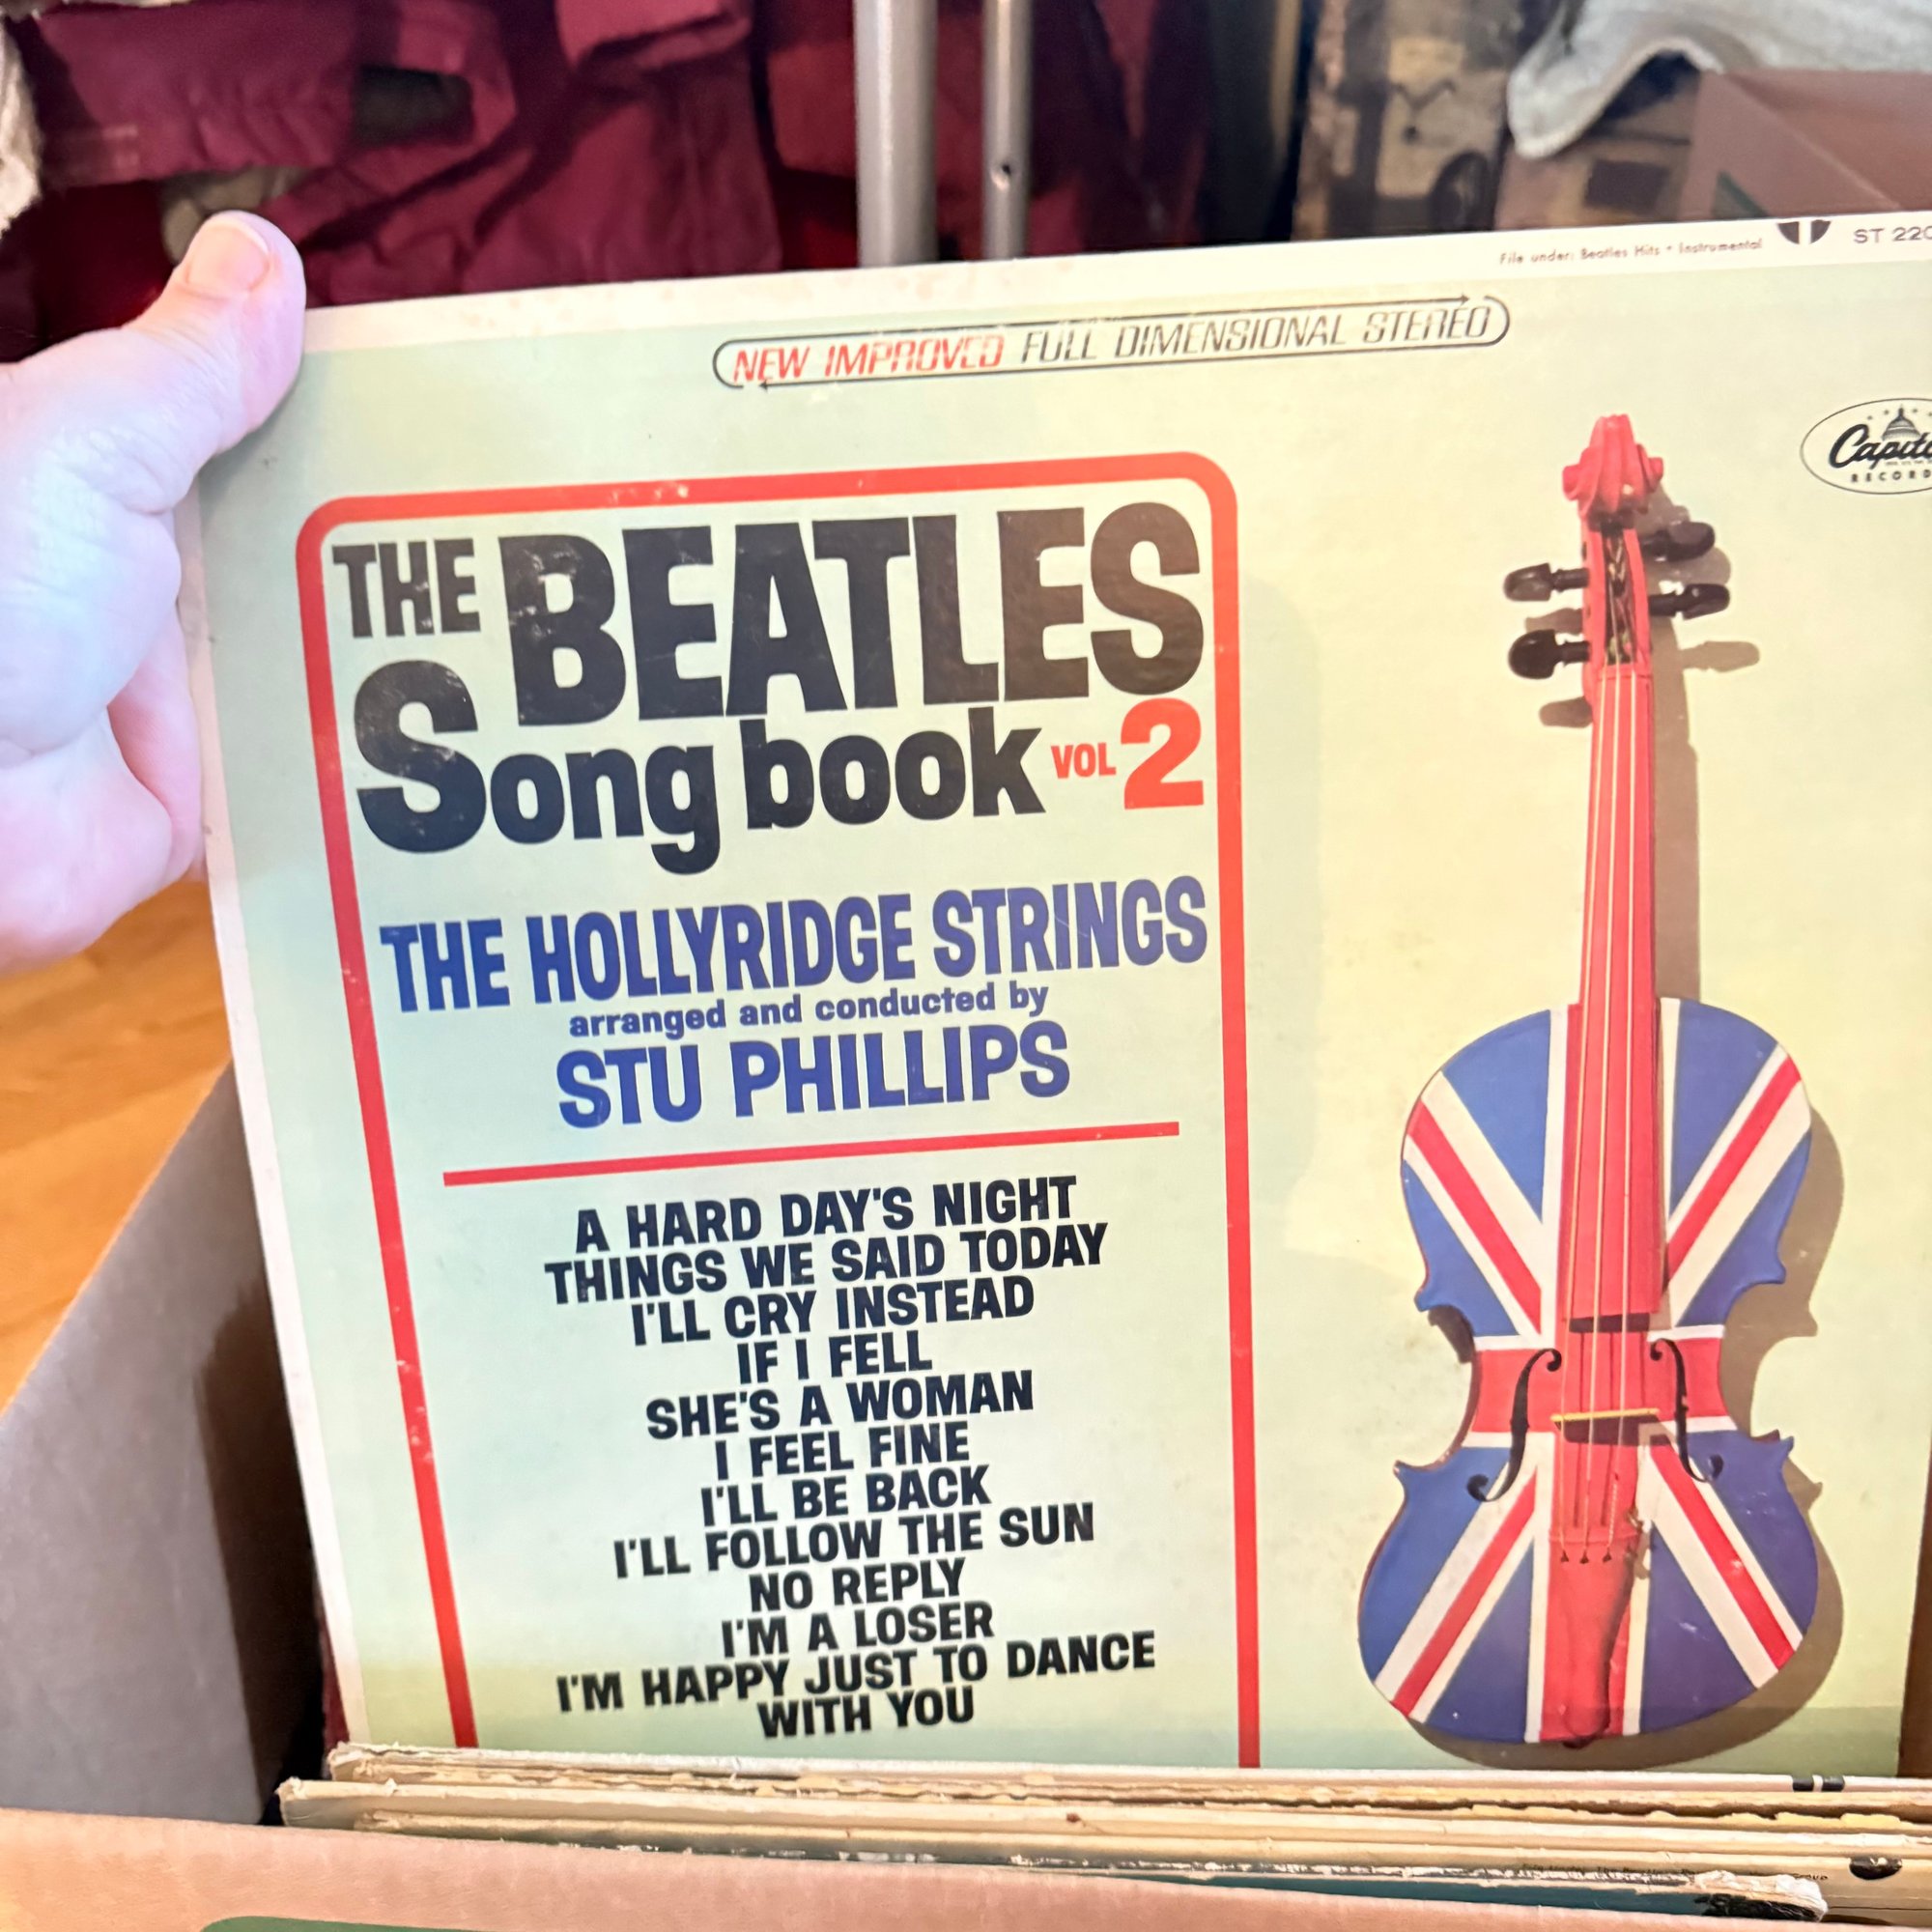 File under: Beatles Hits • Instrumental
ST 220
NEW IMPROVED FULL DIMENSIONAL STEREO
Capito
RECORD
THE BEATLES
Song book VOL 2
THE HOLLYRIDGE STRINGS
arranged and conducted by
STU PHILLIPS
A HARD DAY'S NIGHT
THINGS WE SAID TODAY
I'LL CRY INSTEAD
IF I FELL
SHE'S A WOMAN
I FEEL FINE
I'LL BE BACK
I'LL FOLLOW THE SUN
NO REPLY
I'M A LOSER
I'M HAPPY JUST TO DANCE
WITH YOU